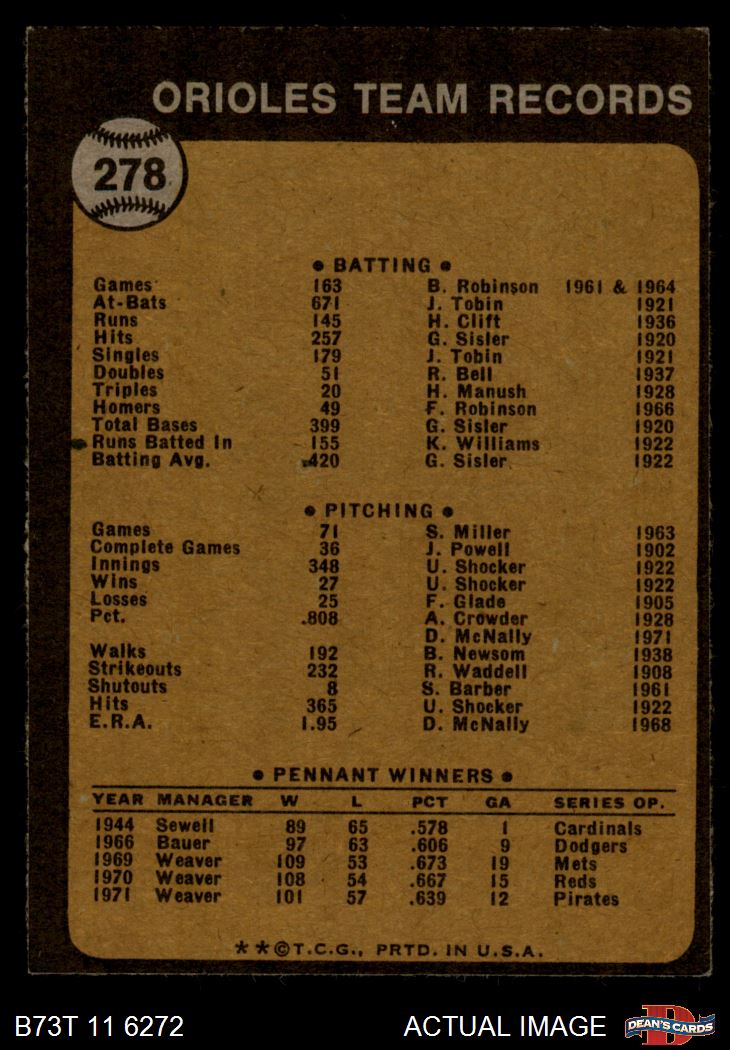 ORIOLES TEAM RECORDS
278
• BATTING •
Games 163 B. Robinson 1961 & 1964
At-Bats 671 J. Tobin 1921
Runs 145 H. Clift 1936
Hits 257 G. Sisler 1920
Singles 179 J. Tobin 1921
Doubles 51 R. Bell 1937
Triples 20 H. Manush 1928
Homers 49 F. Robinson 1966
Total Bases 399 G. Sisler 1920
Runs Batted In 155 K. Williams 1922
Batting Avg. .420 G. Sisler 1922
• PITCHING •
Games 71 S. Miller 1963
Complete Games 36 J. Powell 1902
Innings 348 U. Shocker 1922
Wins 27 U. Shocker 1922
Losses 25 F. Glade 1905
Pct. .808 A. Crowder 1928
D. McNally 1971
Walks 192 B. Newsom 1938
Strikeouts 232 R. Waddell 1908
Shutouts 8 S. Barber 1961
Hits 365 U. Shocker 1922
E.R.A. 1.95 D. McNally 1968
• PENNANT WINNERS •
YEAR MANAGER W L PCT GA SERIES OP.
1944 Sewell 89 65 .578 1 Cardinals
1966 Bauer 97 63 .606 9 Dodgers
1969 Weaver 109 53 .673 19 Mets
1970 Weaver 108 54 .667 15 Reds
1971 Weaver 101 57 .639 12 Pirates
**©T.C.G., PRTD. IN U.S.A.
B73T 11 6272 ACTUAL IMAGE DEAN'S CARDS